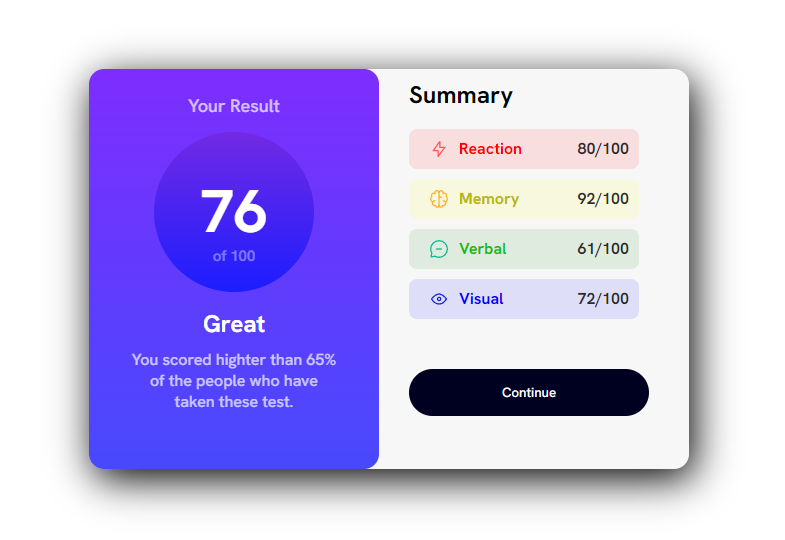 Your Result
76
of 100
Great
You scored highter than 65%
of the people who have
taken these test.
Summary
Reaction 80/100
Memory 92/100
Verbal 61/100
Visual 72/100
Continue